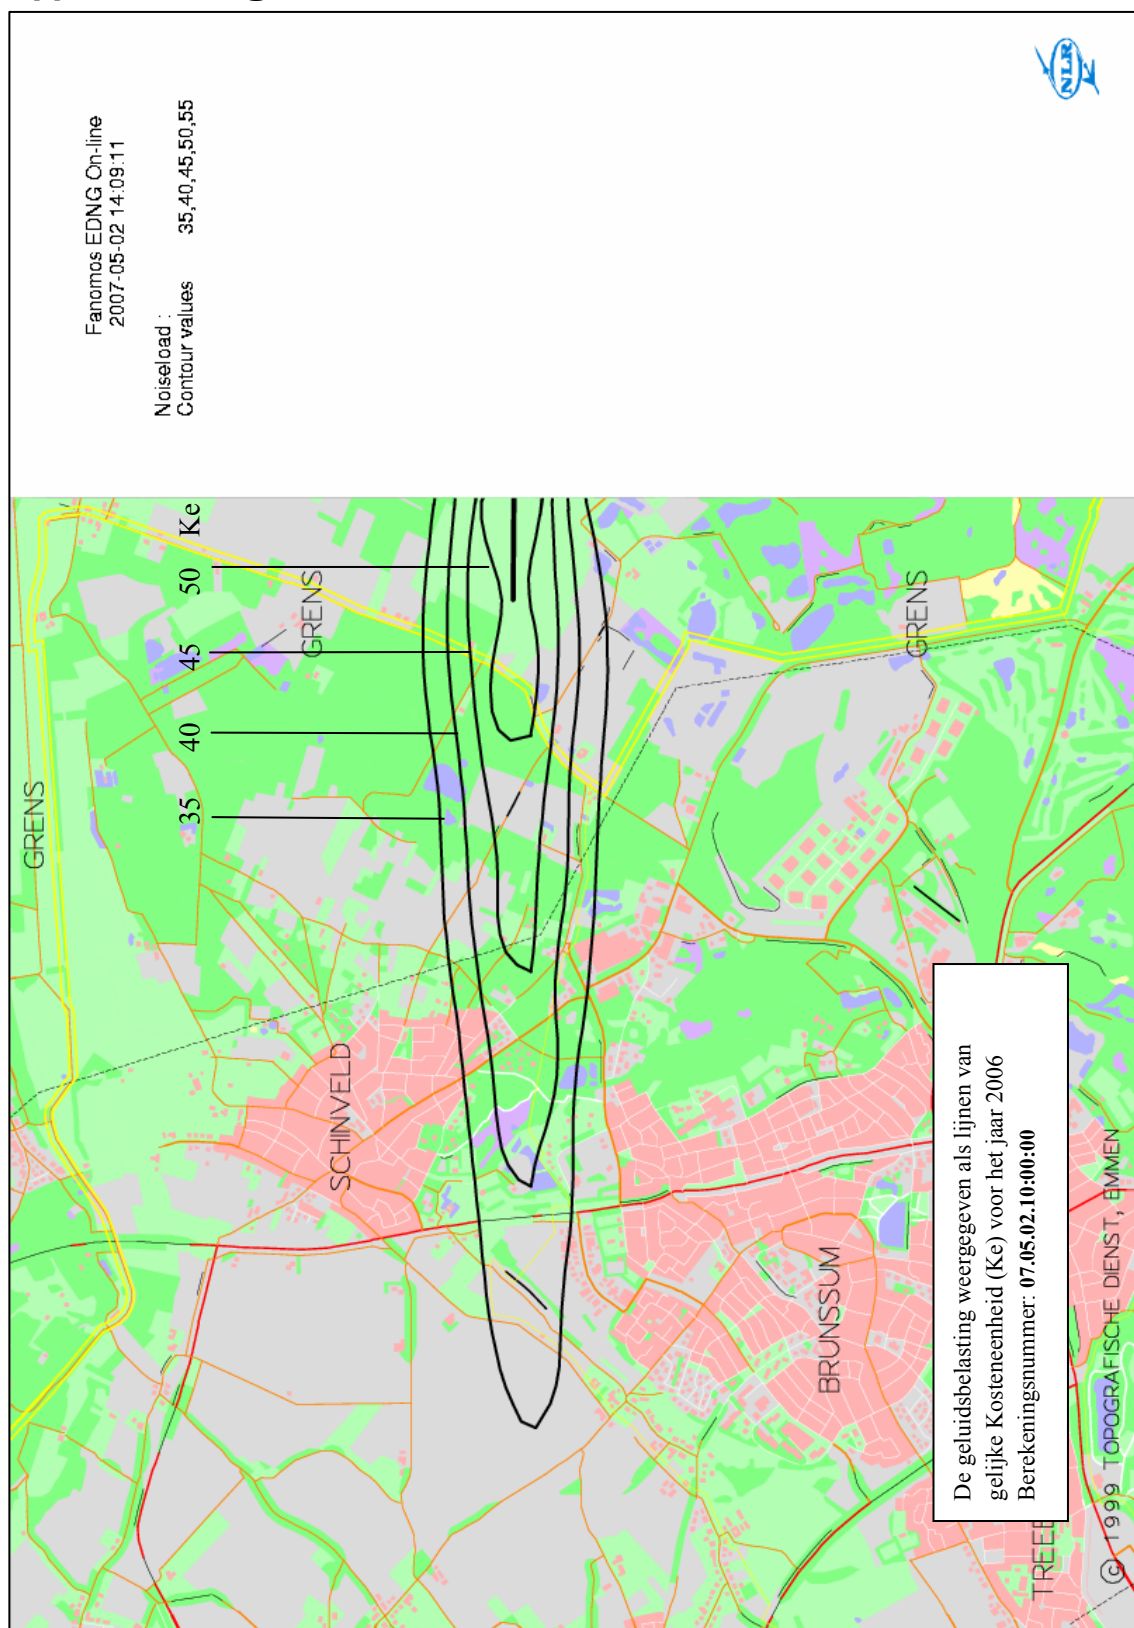 Fanomos EDNG On-line
2007-05-02 14:09:11
Noiseload :
Contour values 35,40,45,50,55
NLR
35 40 45 50 Ke
GRENS
GRENS
GRENS
SCHINVELD
BRUNSSUM
De geluidsbelasting weergegeven als lijnen van
gelijke Kosteneenheid (Ke) voor het jaar 2006
Berekeningsnummer: 07.05.02.10:00:00
© 1999 TOPOGRAFISCHE DIENST, EMMEN